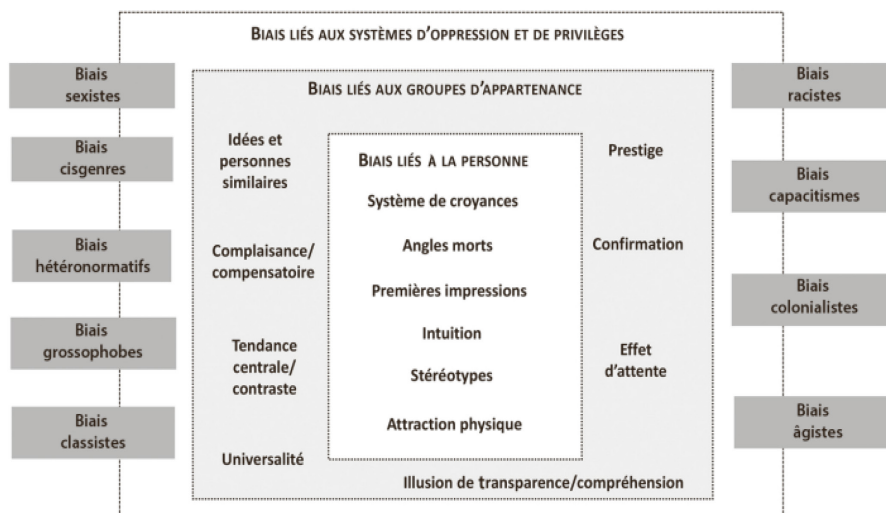 BIAIS LIÉS AUX SYSTÈMES D'OPPRESSION ET DE PRIVILÈGES
Biais
sexistes
Biais
cisgenres
Biais
hétéronormatifs
Biais
grossophobes
Biais
classistes
BIAIS LIÉS AUX GROUPES D'APPARTENANCE
Idées et
personnes
similaires
Complaisance/
compensatoire
Tendance
centrale/
contraste
Universalité
BIAIS LIÉS À LA PERSONNE
Système de croyances
Angles morts
Premières impressions
Intuition
Stéréotypes
Attraction physique
Prestige
Confirmation
Effet
d'attente
Illusion de transparence/compréhension
Biais
racistes
Biais
capacitismes
Biais
colonialistes
Biais
âgistes